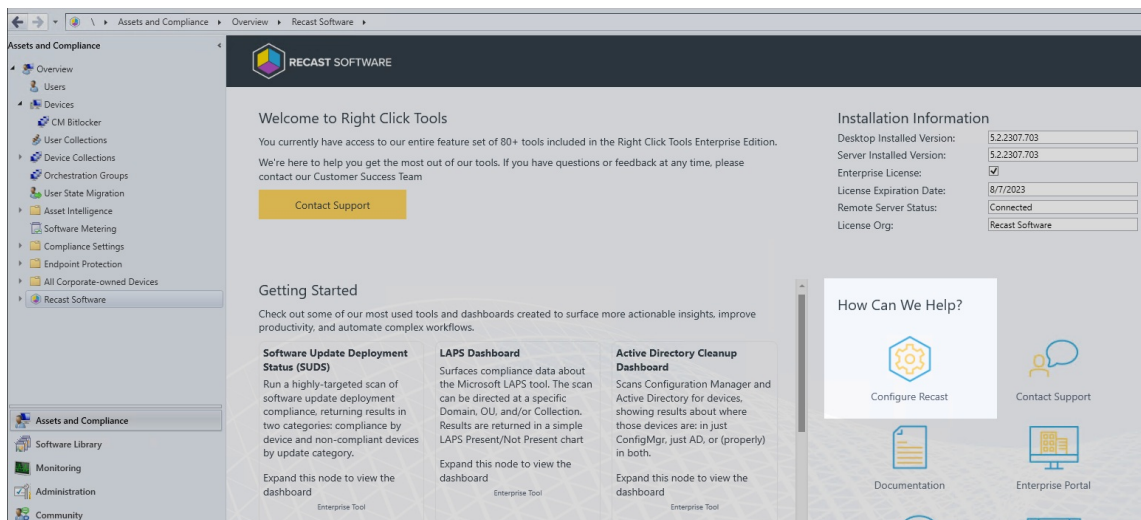 \ Assets and Compliance Overview Recast Software
Assets and Compliance
Overview
Users
Devices
CM Bitlocker
User Collections
Device Collections
Orchestration Groups
User State Migration
Asset Intelligence
Software Metering
Compliance Settings
Endpoint Protection
All Corporate-owned Devices
Recast Software
Assets and Compliance
Software Library
Monitoring
Administration
Community
RECAST SOFTWARE
Welcome to Right Click Tools
You currently have access to our entire feature set of 80+ tools included in the Right Click Tools Enterprise Edition.
We're here to help you get the most out of our tools. If you have questions or feedback at any time, please
contact our Customer Success Team
Contact Support
Installation Information
Desktop Installed Version: 5.2.2307.703
Server Installed Version: 5.2.2307.703
Enterprise License:
License Expiration Date: 8/7/2023
Remote Server Status: Connected
License Org: Recast Software
Getting Started
Check out some of our most used tools and dashboards created to surface more actionable insights, improve
productivity, and automate complex workflows.
Software Update Deployment
Status (SUDS)
Run a highly-targeted scan of
software update deployment
compliance, returning results in
two categories: compliance by
device and non-compliant devices
by update category.
Expand this node to view the
dashboard
Enterprise Tool
LAPS Dashboard
Surfaces compliance data about
the Microsoft LAPS tool. The scan
can be directed at a specific
Domain, OU, and/or Collection.
Results are returned in a simple
LAPS Present/Not Present chart
Expand this node to view the
dashboard
Enterprise Tool
Active Directory Cleanup
Dashboard
Scans Configuration Manager and
Active Directory for devices,
showing results about where
those devices are: in just
ConfigMgr, just AD, or (properly)
in both.
Expand this node to view the
dashboard
Enterprise Tool
How Can We Help?
Configure Recast
Contact Support
Documentation
Enterprise Portal